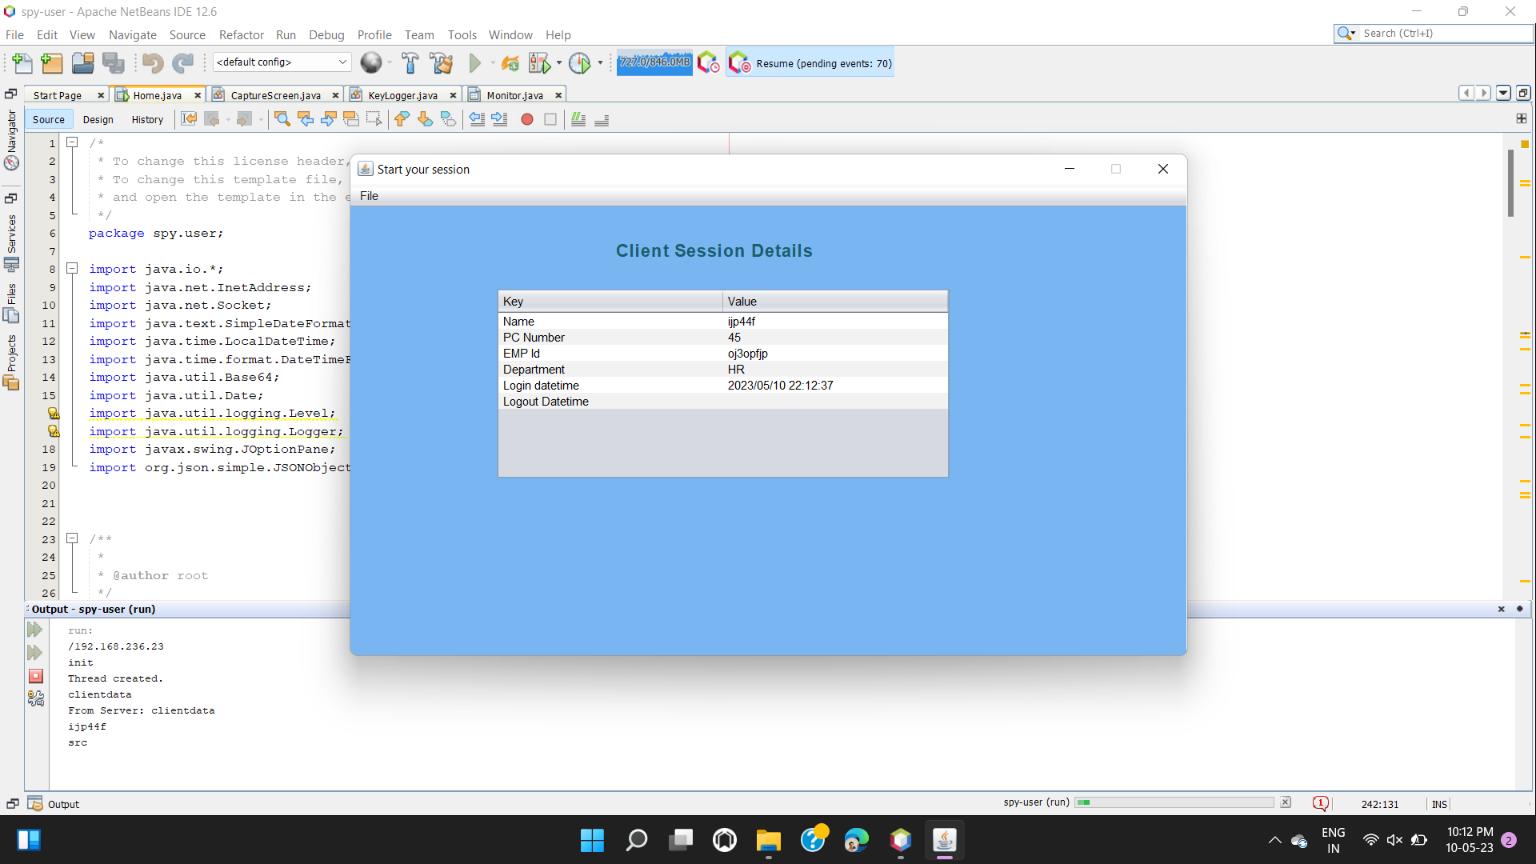 spy-user - Apache NetBeans IDE 12.6
File Edit View Navigate Source Refactor Run Debug Profile Team Tools Window Help
Search (Ctrl+I)
<default config>
727.0/846.0MB
Resume (pending events: 70)
Start Page Home.java CaptureScreen.java KeyLogger.java Monitor.java
Source Design History
Navigator
Services
Files
Projects
1 /*
2 * To change this license header,
3 * To change this template file,
4 * and open the template in the e
5 */
6 package spy.user;
7
8 import java.io.*;
9 import java.net.InetAddress;
10 import java.net.Socket;
11 import java.text.SimpleDateFormat
12 import java.time.LocalDateTime;
13 import java.time.format.DateTimeF
14 import java.util.Base64;
15 import java.util.Date;
import java.util.logging.Level;
import java.util.logging.Logger;
18 import javax.swing.JOptionPane;
19 import org.json.simple.JSONObject
20
21
22
23 /**
24 *
25 * @author root
26 */
Start your session
File
Client Session Details
Key Value
Name ijp44f
PC Number 45
EMP Id oj3opfjp
Department HR
Login datetime 2023/05/10 22:12:37
Logout Datetime
Output - spy-user (run)
run:
/192.168.236.23
init
Thread created.
clientdata
From Server: clientdata
ijp44f
src
Output
spy-user (run)
1
242:131
INS
ENG
IN
10:12 PM
10-05-23
2